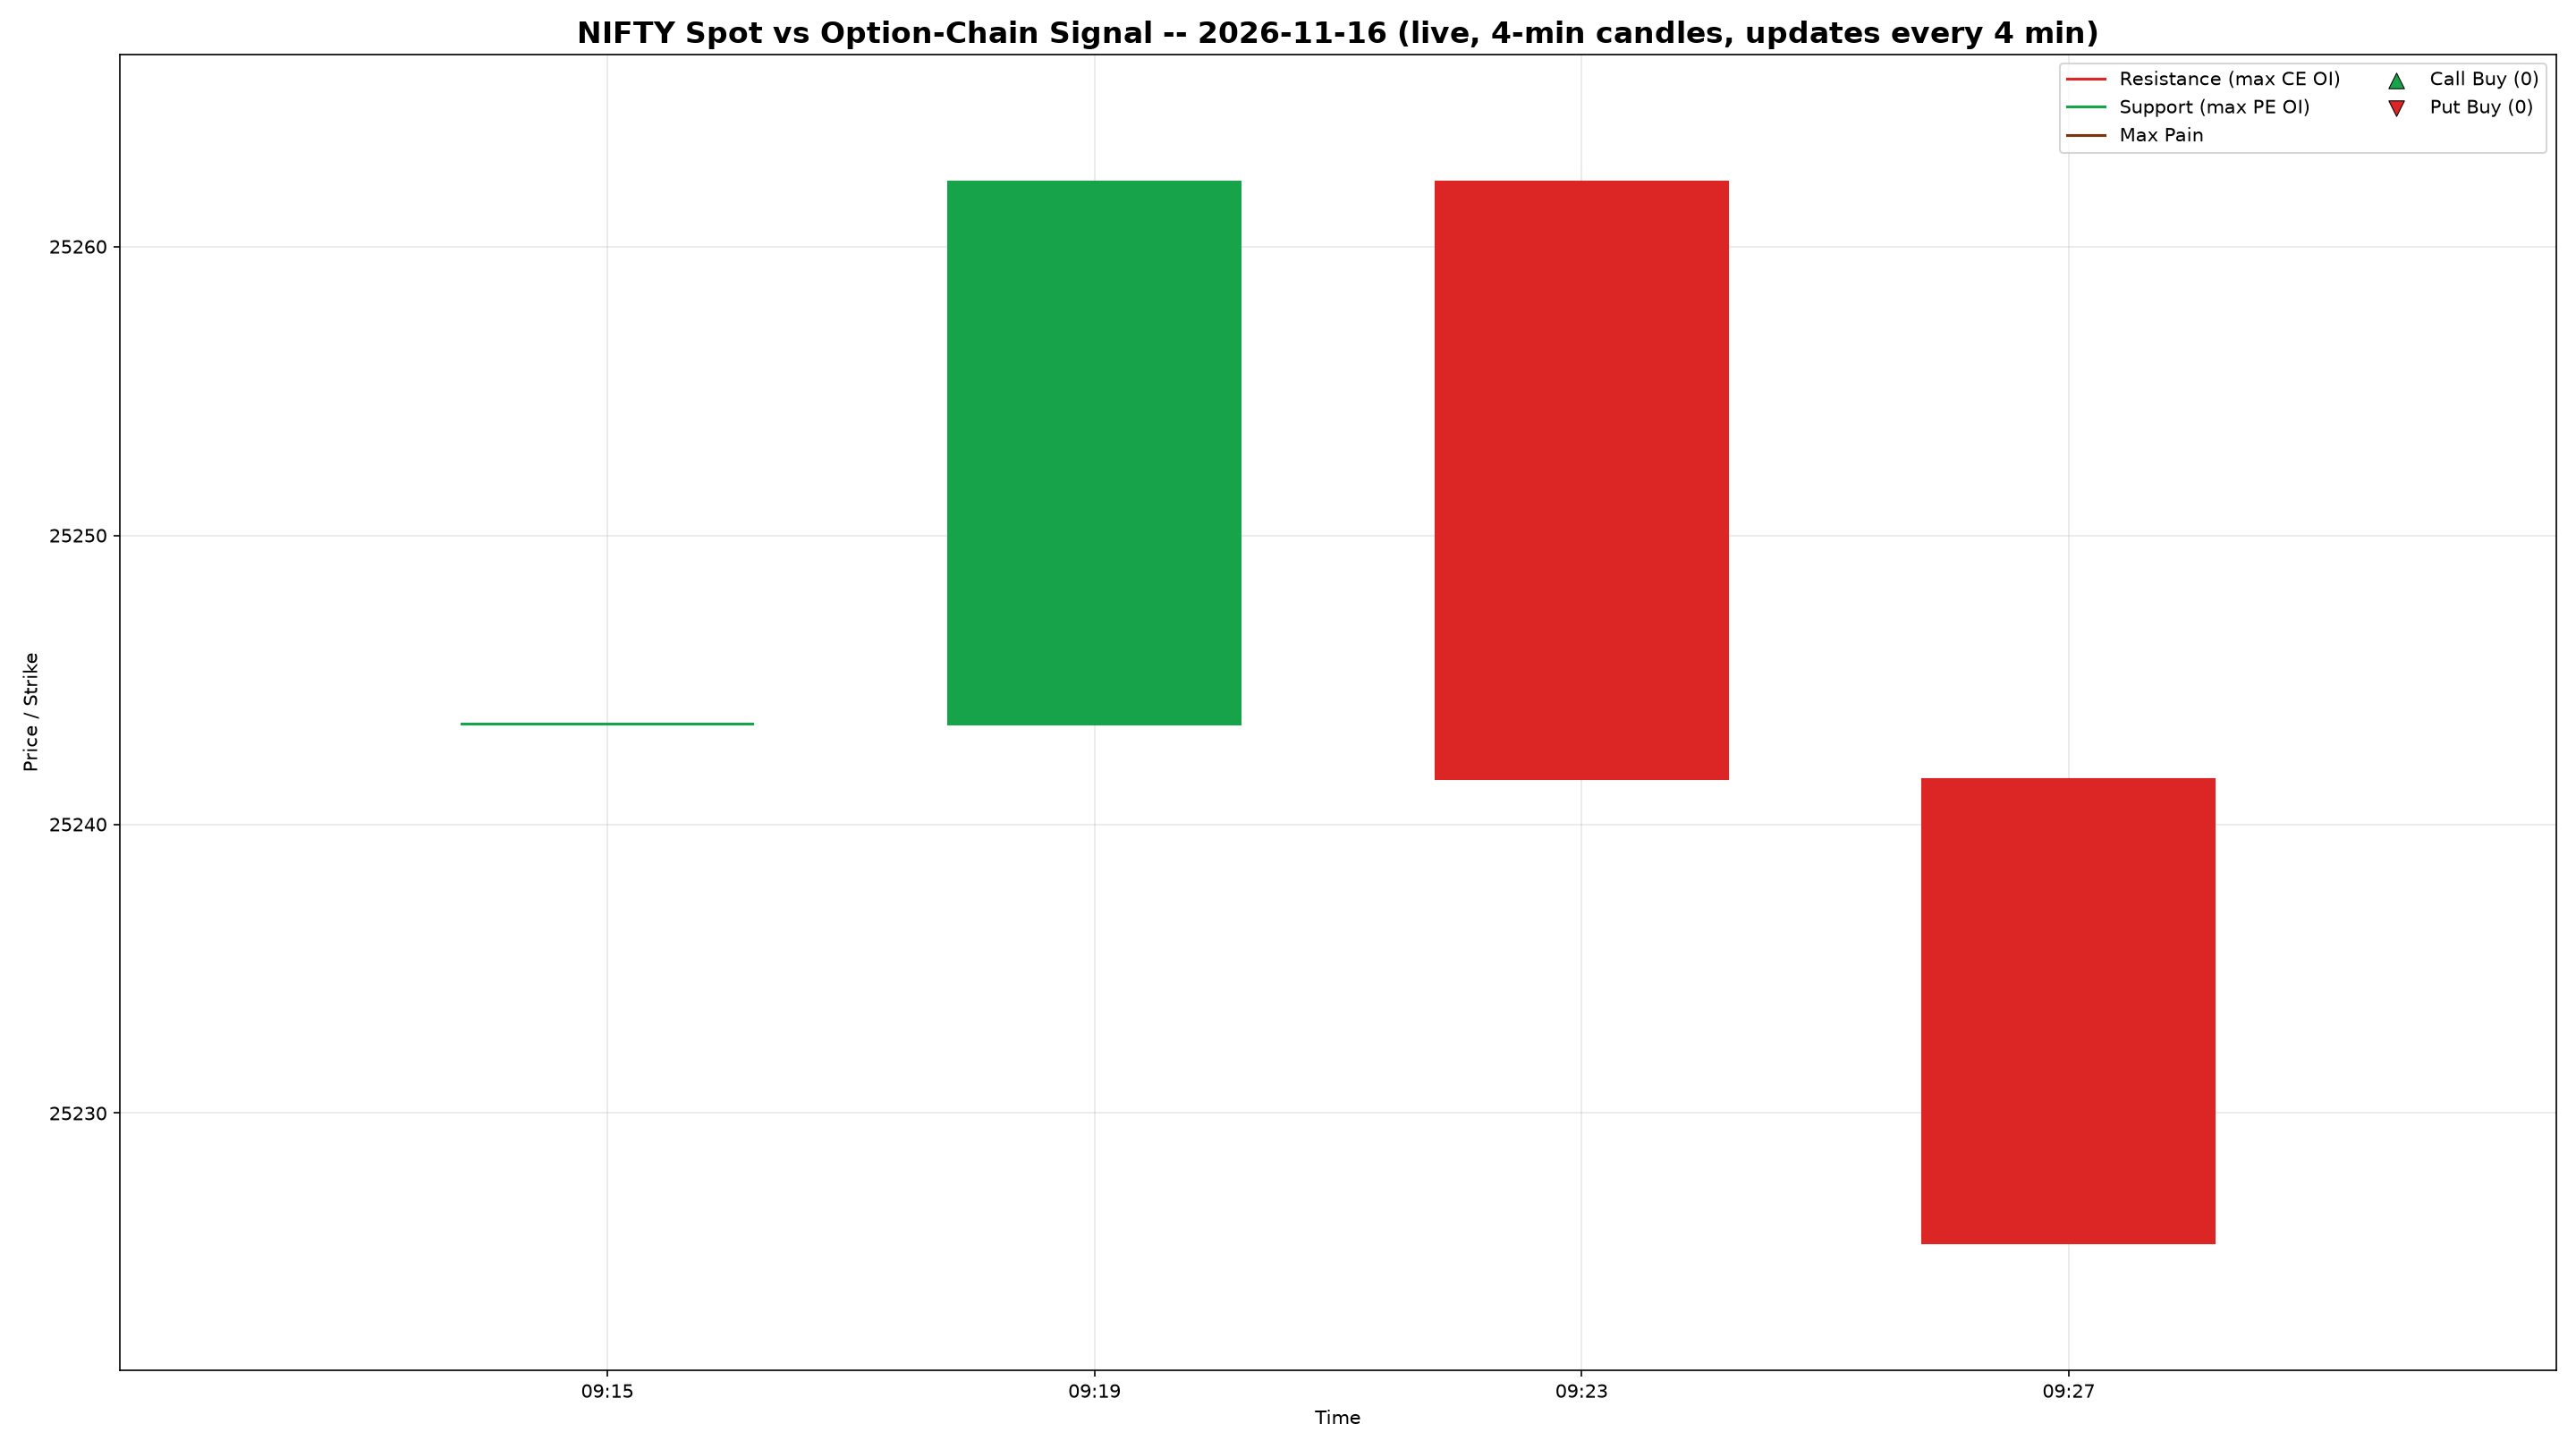 NIFTY Spot vs Option-Chain Signal -- 2026-11-16 (live, 4-min candles, updates every 4 min)
Resistance (max CE OI)
Support (max PE OI)
Max Pain
Call Buy (0)
Put Buy (0)
Price / Strike
25260
25250
25240
25230
09:15
09:19
09:23
09:27
Time